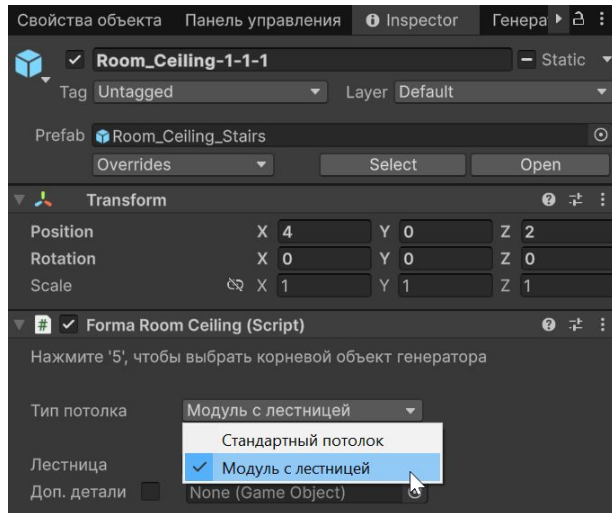 Свойства объекта Панель управления Inspector Генера
Room_Ceiling-1-1-1 Static
Tag Untagged Layer Default
Prefab Room_Ceiling_Stairs
Overrides Select Open
Transform
Position X 4 Y 0 Z 2
Rotation X 0 Y 0 Z 0
Scale X 1 Y 1 Z 1
# Forma Room Ceiling (Script)
Нажмите '5', чтобы выбрать корневой объект генератора
Тип потолка Модуль с лестницей
Стандартный потолок
Лестница Модуль с лестницей
Доп. детали None (Game Object)